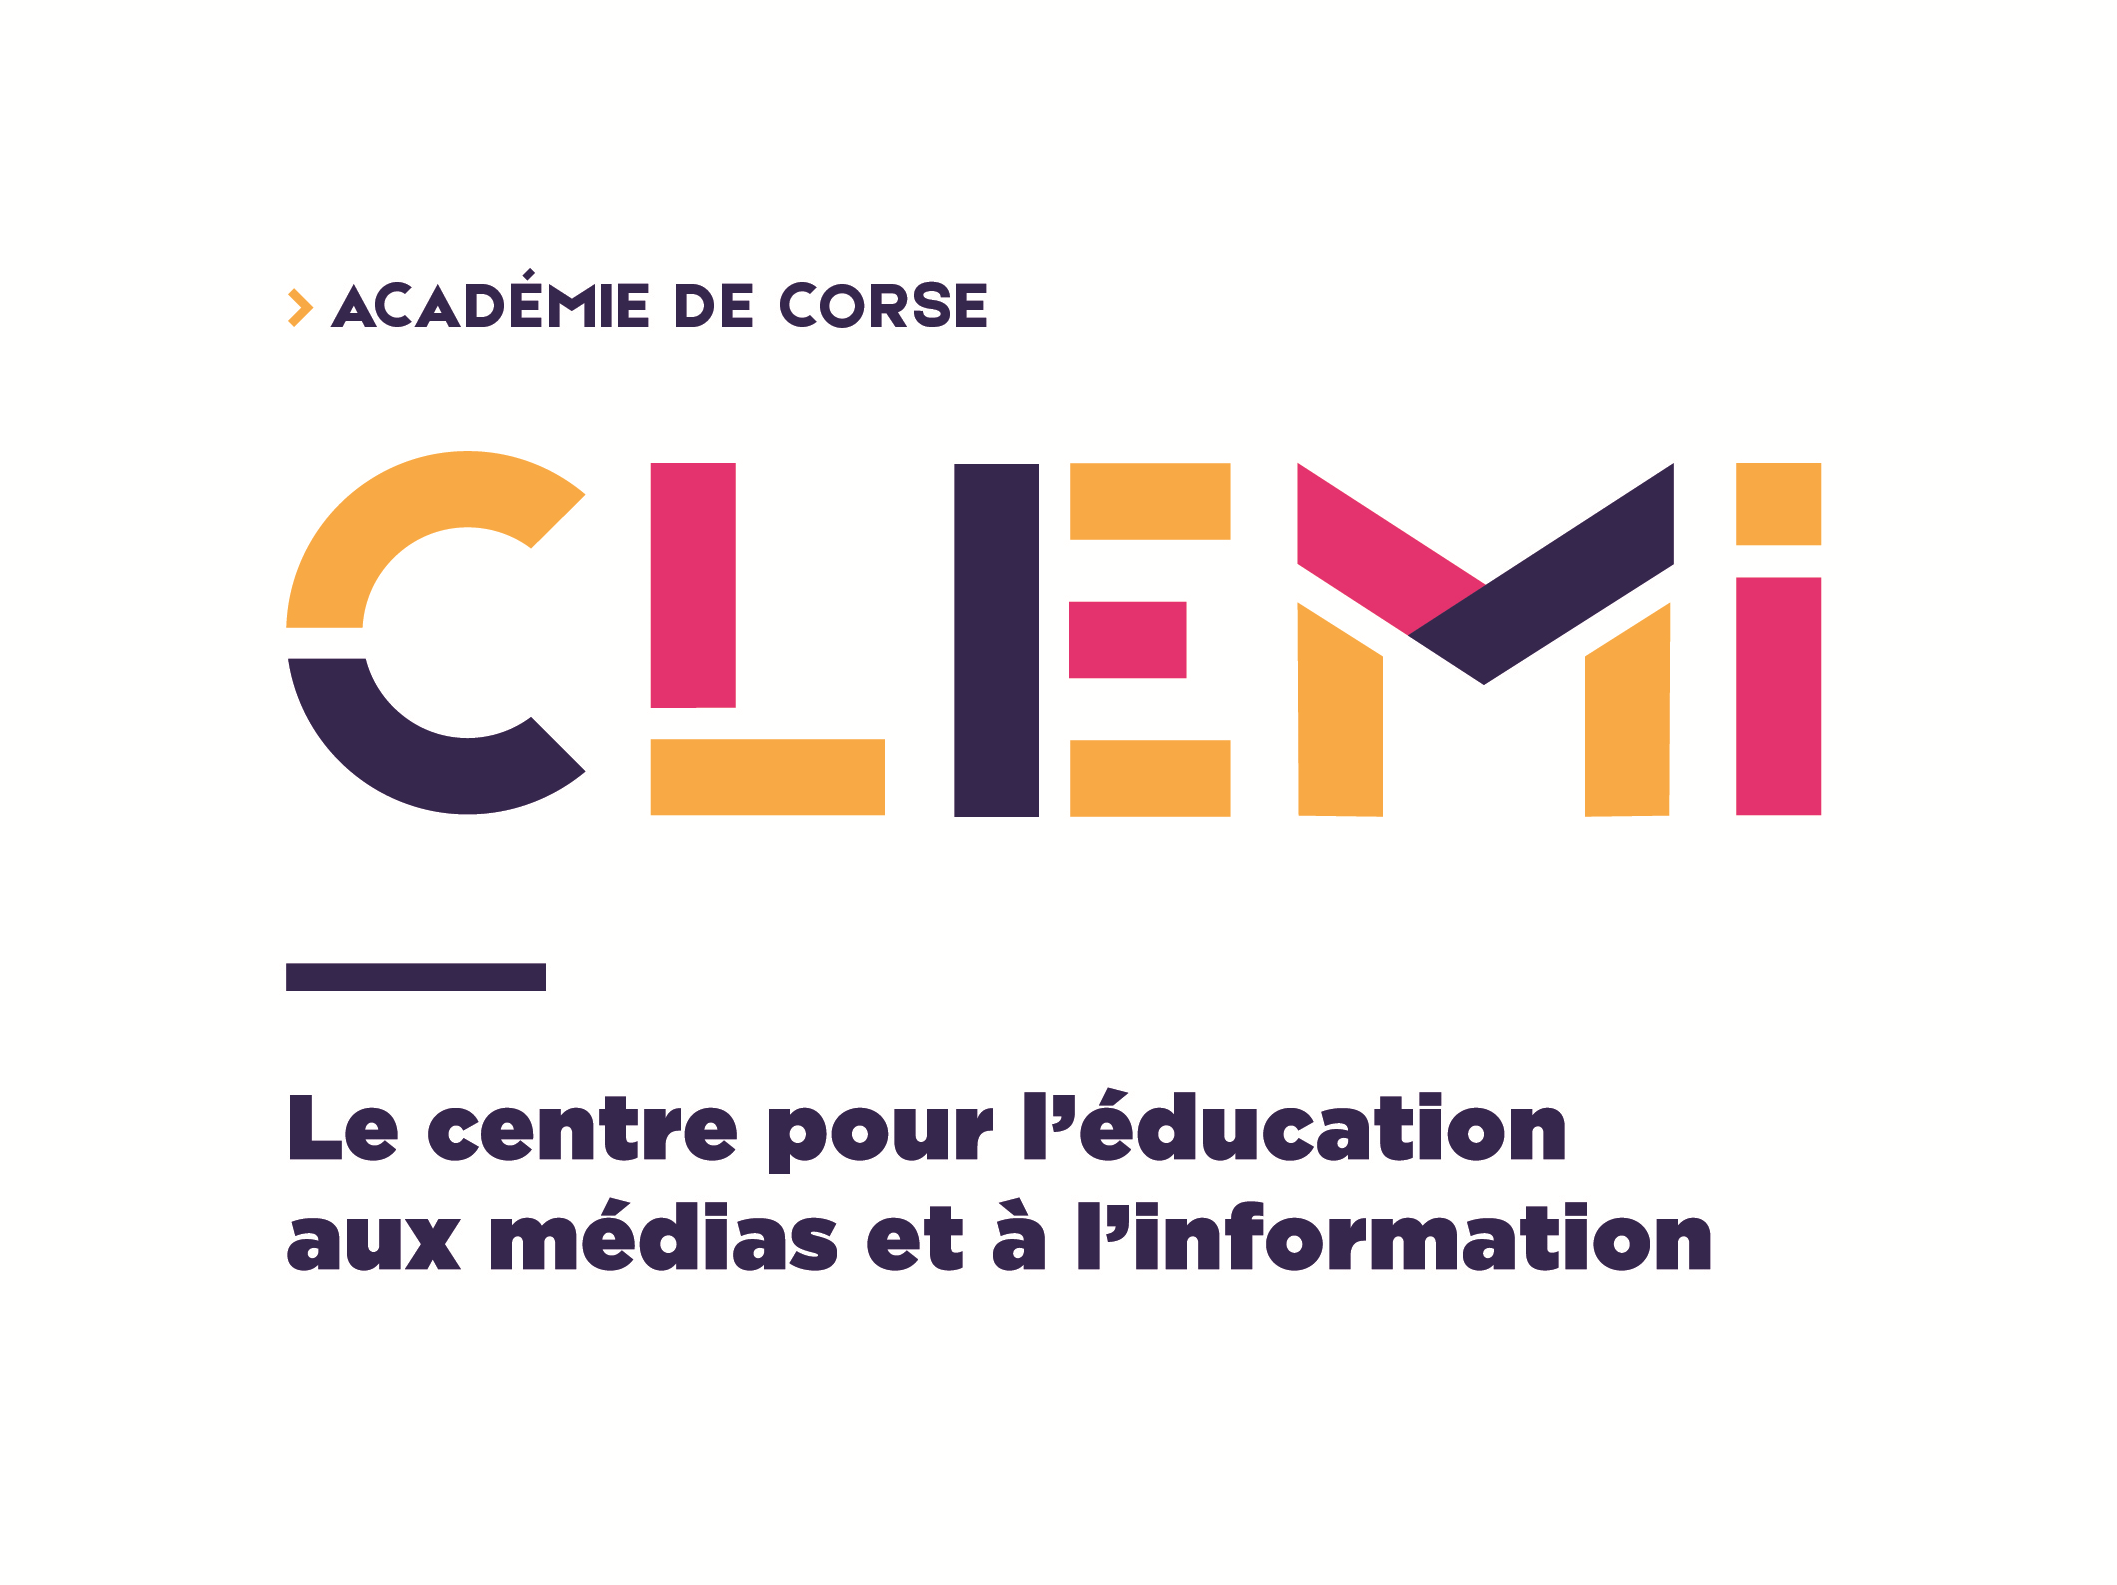 > ACADÉMIE DE CORSE
CLEMI
Le centre pour l’éducation
aux médias et à l’information